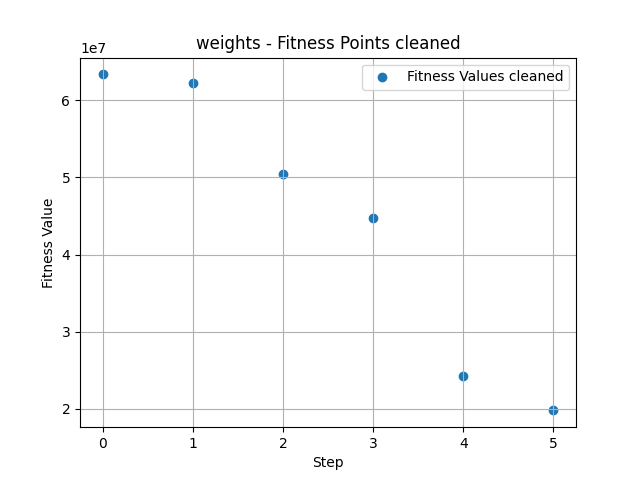 weights - Fitness Points cleaned
1e7
Fitness Values cleaned
6
5
4
3
2
Fitness Value
0 1 2 3 4 5
Step